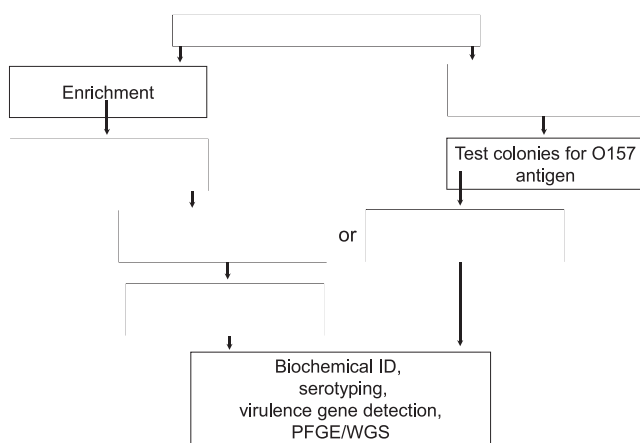 Enrichment
Test colonies for O157
antigen
or
Biochemical ID,
serotyping,
virulence gene detection,
PFGE/WGS